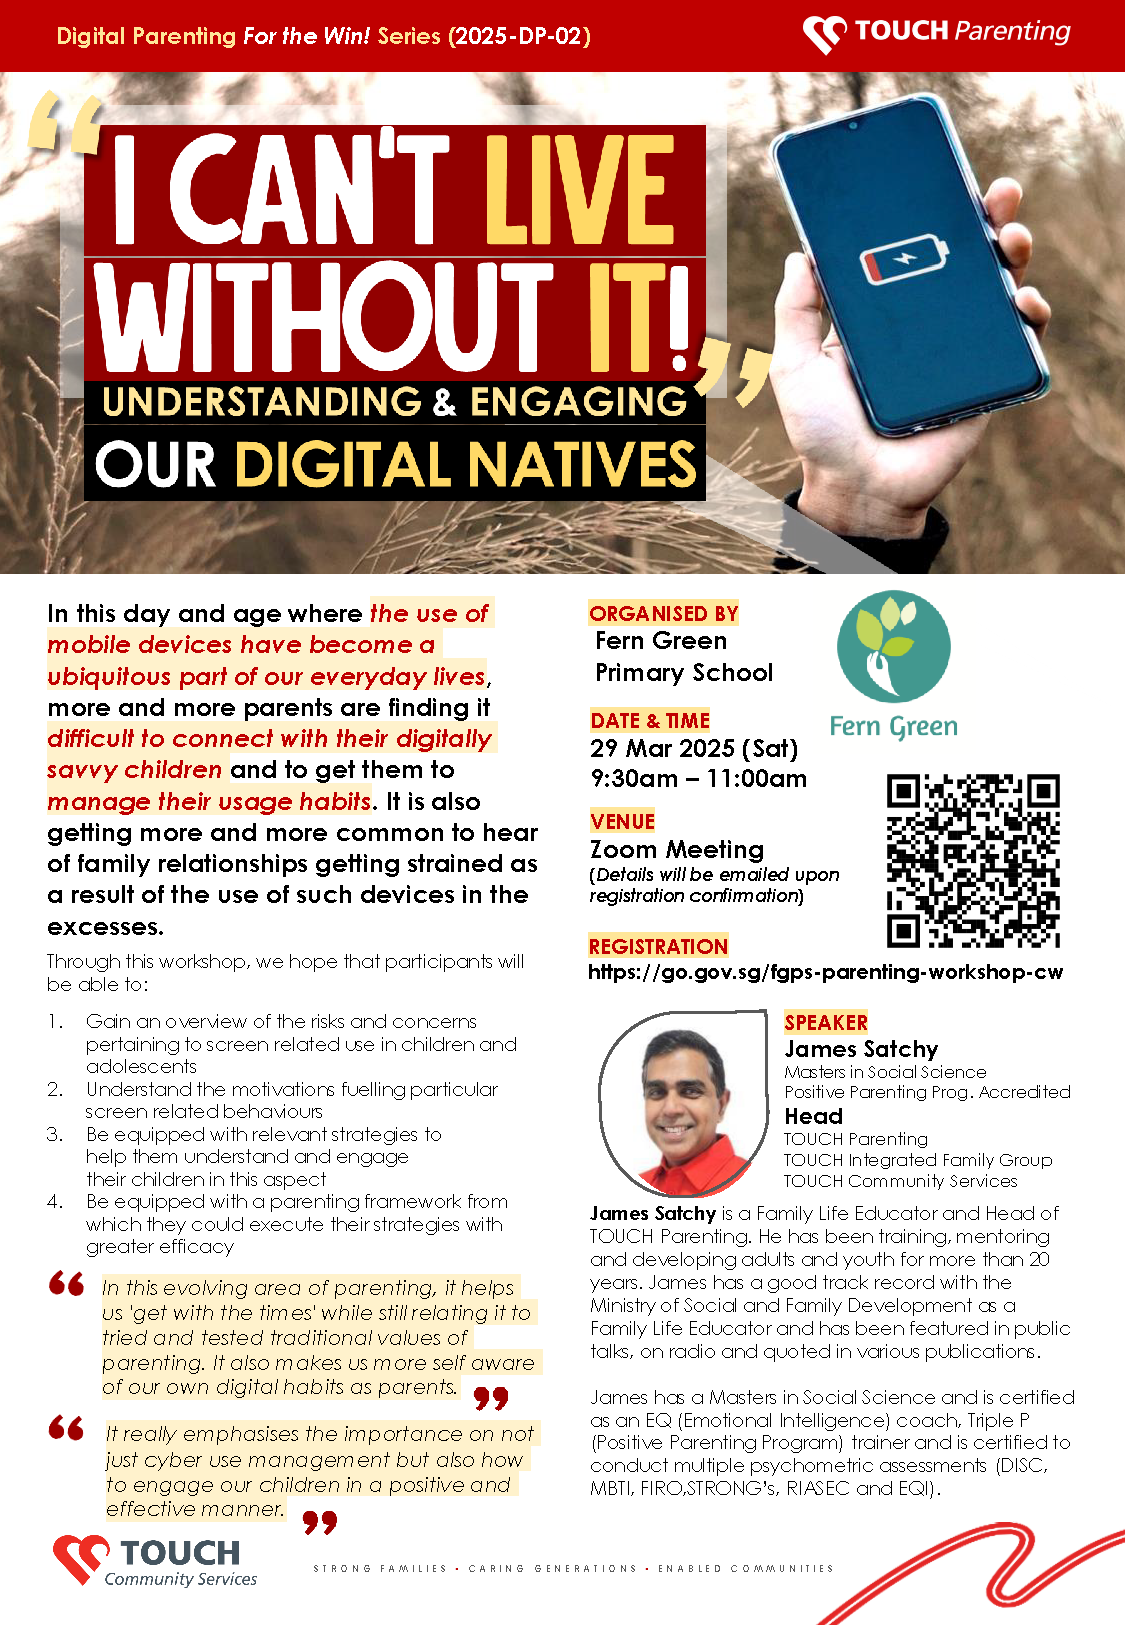 Digital Parenting For the Win! Series (2025-DP-02)
TOUCH Parenting
“I CAN'T LIVE
WITHOUT IT!”
UNDERSTANDING & ENGAGING
OUR DIGITAL NATIVES
In this day and age where the use of
mobile devices have become a
ubiquitous part of our everyday lives,
more and more parents are finding it
difficult to connect with their digitally
savvy children and to get them to
manage their usage habits. It is also
getting more and more common to hear
of family relationships getting strained as
a result of the use of such devices in the
excesses.
Through this workshop, we hope that participants will
be able to:
1. Gain an overview of the risks and concerns
pertaining to screen related use in children and
adolescents
2. Understand the motivations fuelling particular
screen related behaviours
3. Be equipped with relevant strategies to
help them understand and engage
their children in this aspect
4. Be equipped with a parenting framework from
which they could execute their strategies with
greater efficacy
“In this evolving area of parenting, it helps
us 'get with the times' while still relating it to
tried and tested traditional values of
parenting. It also makes us more self aware
of our own digital habits as parents.”
“It really emphasises the importance on not
just cyber use management but also how
to engage our children in a positive and
effective manner.”
ORGANISED BY
Fern Green
Primary School
Fern Green
DATE & TIME
29 Mar 2025 (Sat)
9:30am – 11:00am
VENUE
Zoom Meeting
(Details will be emailed upon
registration confirmation)
REGISTRATION
https://go.gov.sg/fgps-parenting-workshop-cw
SPEAKER
James Satchy
Masters in Social Science
Positive Parenting Prog. Accredited
Head
TOUCH Parenting
TOUCH Integrated Family Group
TOUCH Community Services
James Satchy is a Family Life Educator and Head of
TOUCH Parenting. He has been training, mentoring
and developing adults and youth for more than 20
years. James has a good track record with the
Ministry of Social and Family Development as a
Family Life Educator and has been featured in public
talks, on radio and quoted in various publications.
James has a Masters in Social Science and is certified
as an EQ (Emotional Intelligence) coach, Triple P
(Positive Parenting Program) trainer and is certified to
conduct multiple psychometric assessments (DISC,
MBTI, FIRO,STRONG’s, RIASEC and EQI).
TOUCH
Community Services
STRONG FAMILIES • CARING GENERATIONS • ENABLED COMMUNITIES